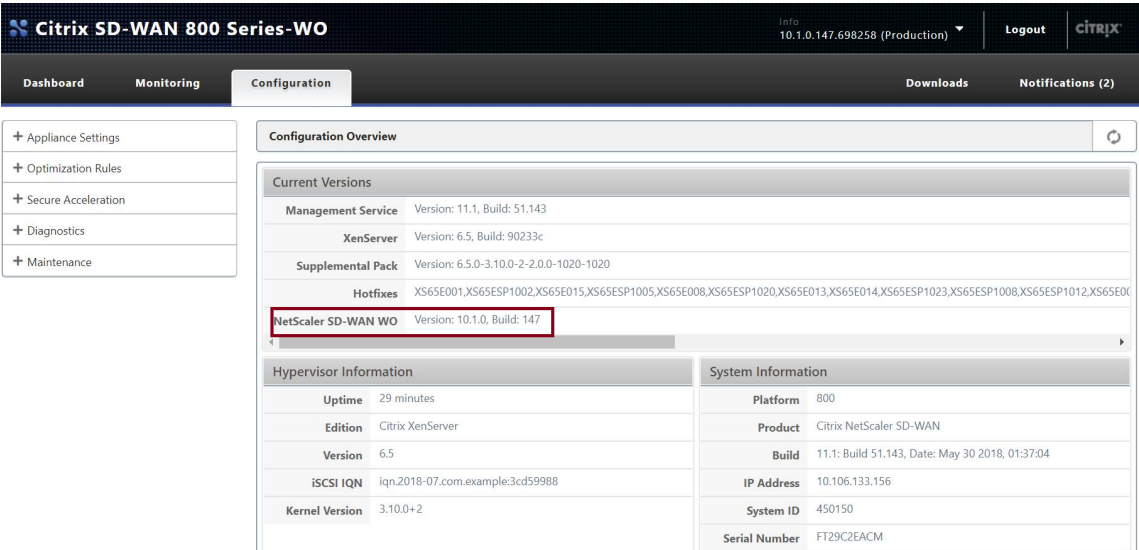 Citrix SD-WAN 800 Series-WO
Info
10.1.0.147.698258 (Production)
Logout
CİTRIX
Dashboard Monitoring Configuration Downloads Notifications (2)
+ Appliance Settings
+ Optimization Rules
+ Secure Acceleration
+ Diagnostics
+ Maintenance
Configuration Overview
Current Versions
Management Service Version: 11.1, Build: 51.143
XenServer Version: 6.5, Build: 90233c
Supplemental Pack Version: 6.5.0-3.10.0-2-2.0.0-1020-1020
Hotfixes XS65E001,XS65ESP1002,XS65E015,XS65ESP1005,XS65E008,XS65ESP1020,XS65E013,XS65E014,XS65ESP1023,XS65ESP1008,XS65ESP1012,XS65E00
NetScaler SD-WAN WO Version: 10.1.0, Build: 147
Hypervisor Information
Uptime 29 minutes
Edition Citrix XenServer
Version 6.5
iSCSI IQN iqn.2018-07.com.example:3cd59988
Kernel Version 3.10.0+2
System Information
Platform 800
Product Citrix NetScaler SD-WAN
Build 11.1: Build 51.143, Date: May 30 2018, 01:37:04
IP Address 10.106.133.156
System ID 450150
Serial Number FT29C2EACM